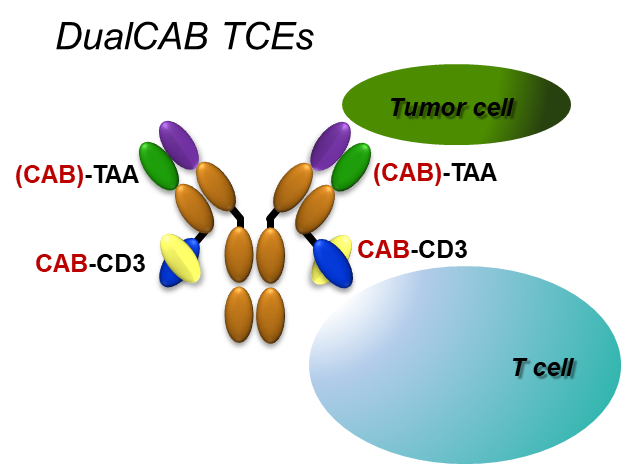 DualCAB TCEs
Tumor cell
(CAB)-TAA
(CAB)-TAA
CAB-CD3
CAB-CD3
T cell